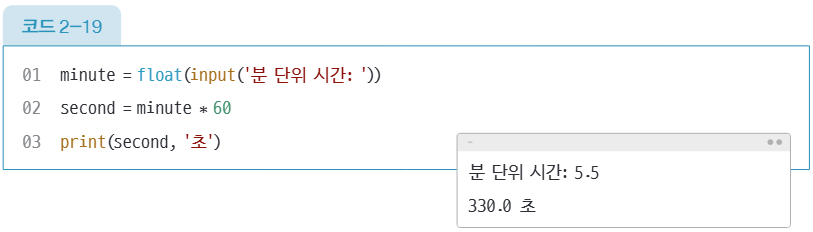 코드 2-19
01 minute = float(input('분 단위 시간: '))
02 second = minute * 60
03 print(second, '초')
분 단위 시간: 5.5
330.0 초